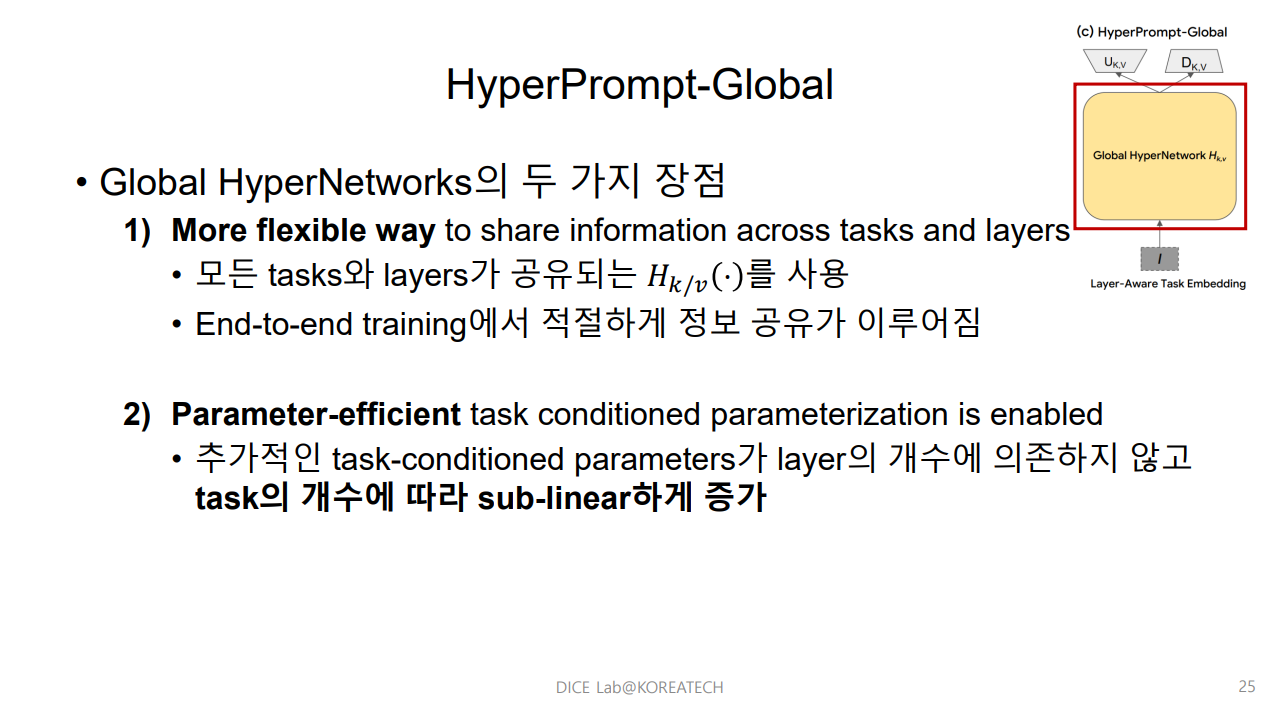 (c) HyperPrompt-Global
U_K,V
D_K,V
Global HyperNetwork H_k,v
I
Layer-Aware Task Embedding
HyperPrompt-Global
• Global HyperNetworks의 두 가지 장점
1) More flexible way to share information across tasks and layers
• 모든 tasks와 layers가 공유되는 H_k/v(·)를 사용
• End-to-end training에서 적절하게 정보 공유가 이루어짐
2) Parameter-efficient task conditioned parameterization is enabled
• 추가적인 task-conditioned parameters가 layer의 개수에 의존하지 않고
task의 개수에 따라 sub-linear하게 증가
DICE Lab@KOREATECH
25